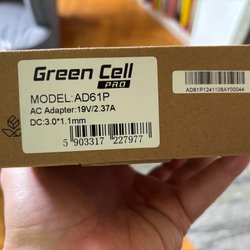 Green Cell
PRO
MODEL:AD61P
AC Adapter:19V/2.37A
DC:3.0*1.1mm
5 903317 227977
AD61P1241106AY00044